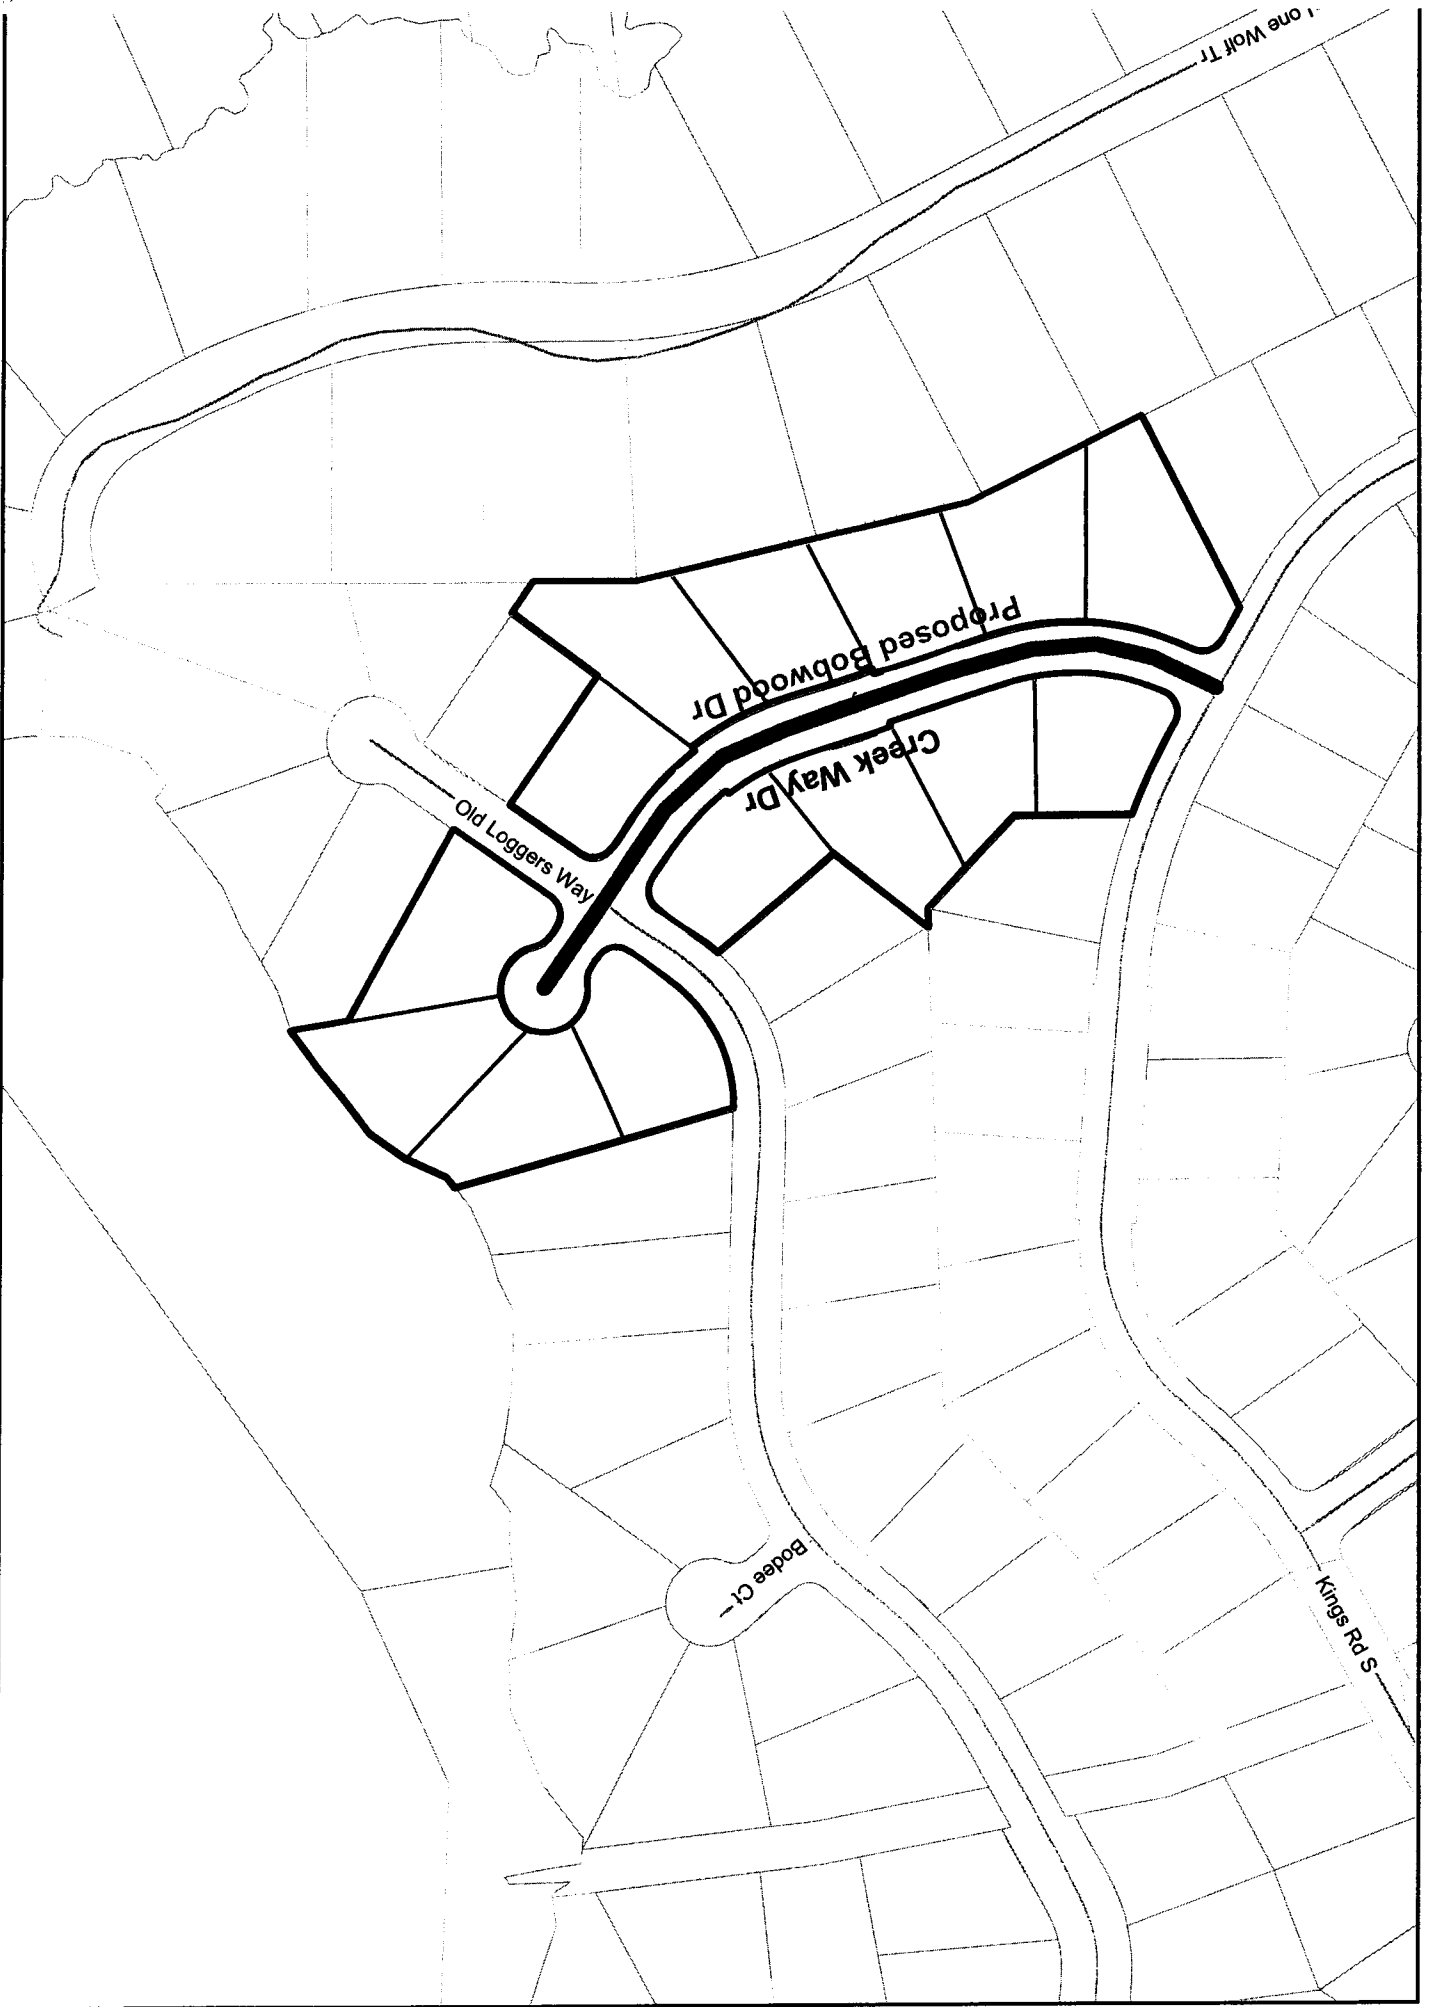 Lone Wolf Tr
Proposed Bobwood Dr
Creek Way Dr
Old Loggers Way
Bodee Ct
Kings Rd S